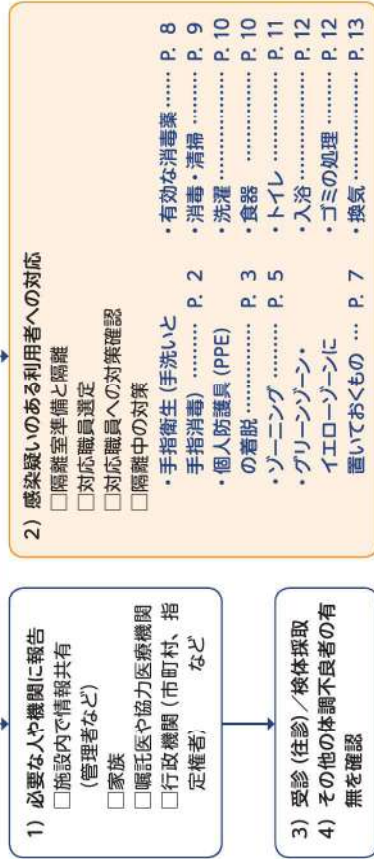 1）必要な人や機関に報告
□施設内で情報共有
（管理者など）
□家族
□嘱託医や協力医療機関
□行政機関（市町村、指
定権者）　など
3）受診（往診）／検体採取
4）その他の体調不良者の有
無を確認
2）感染疑いのある利用者への対応
□隔離室準備と隔離
□対応職員選定
□対応職員への対策確認
□隔離中の対策
・手指衛生（手洗いと
手指消毒）………… P. 2
・個人防護具（PPE）
の着脱………………… P. 3
・ゾーニング………… P. 5
・グリーンゾーン・
イエローゾーンに
置いておくもの… P. 7
・有効な消毒薬…… P. 8
・消毒・清掃………… P. 9
・洗濯………………… P. 10
・食器………………… P. 10
・トイレ……………… P. 11
・入浴………………… P. 12
・ゴミの処理………… P. 12
・換気………………… P. 13